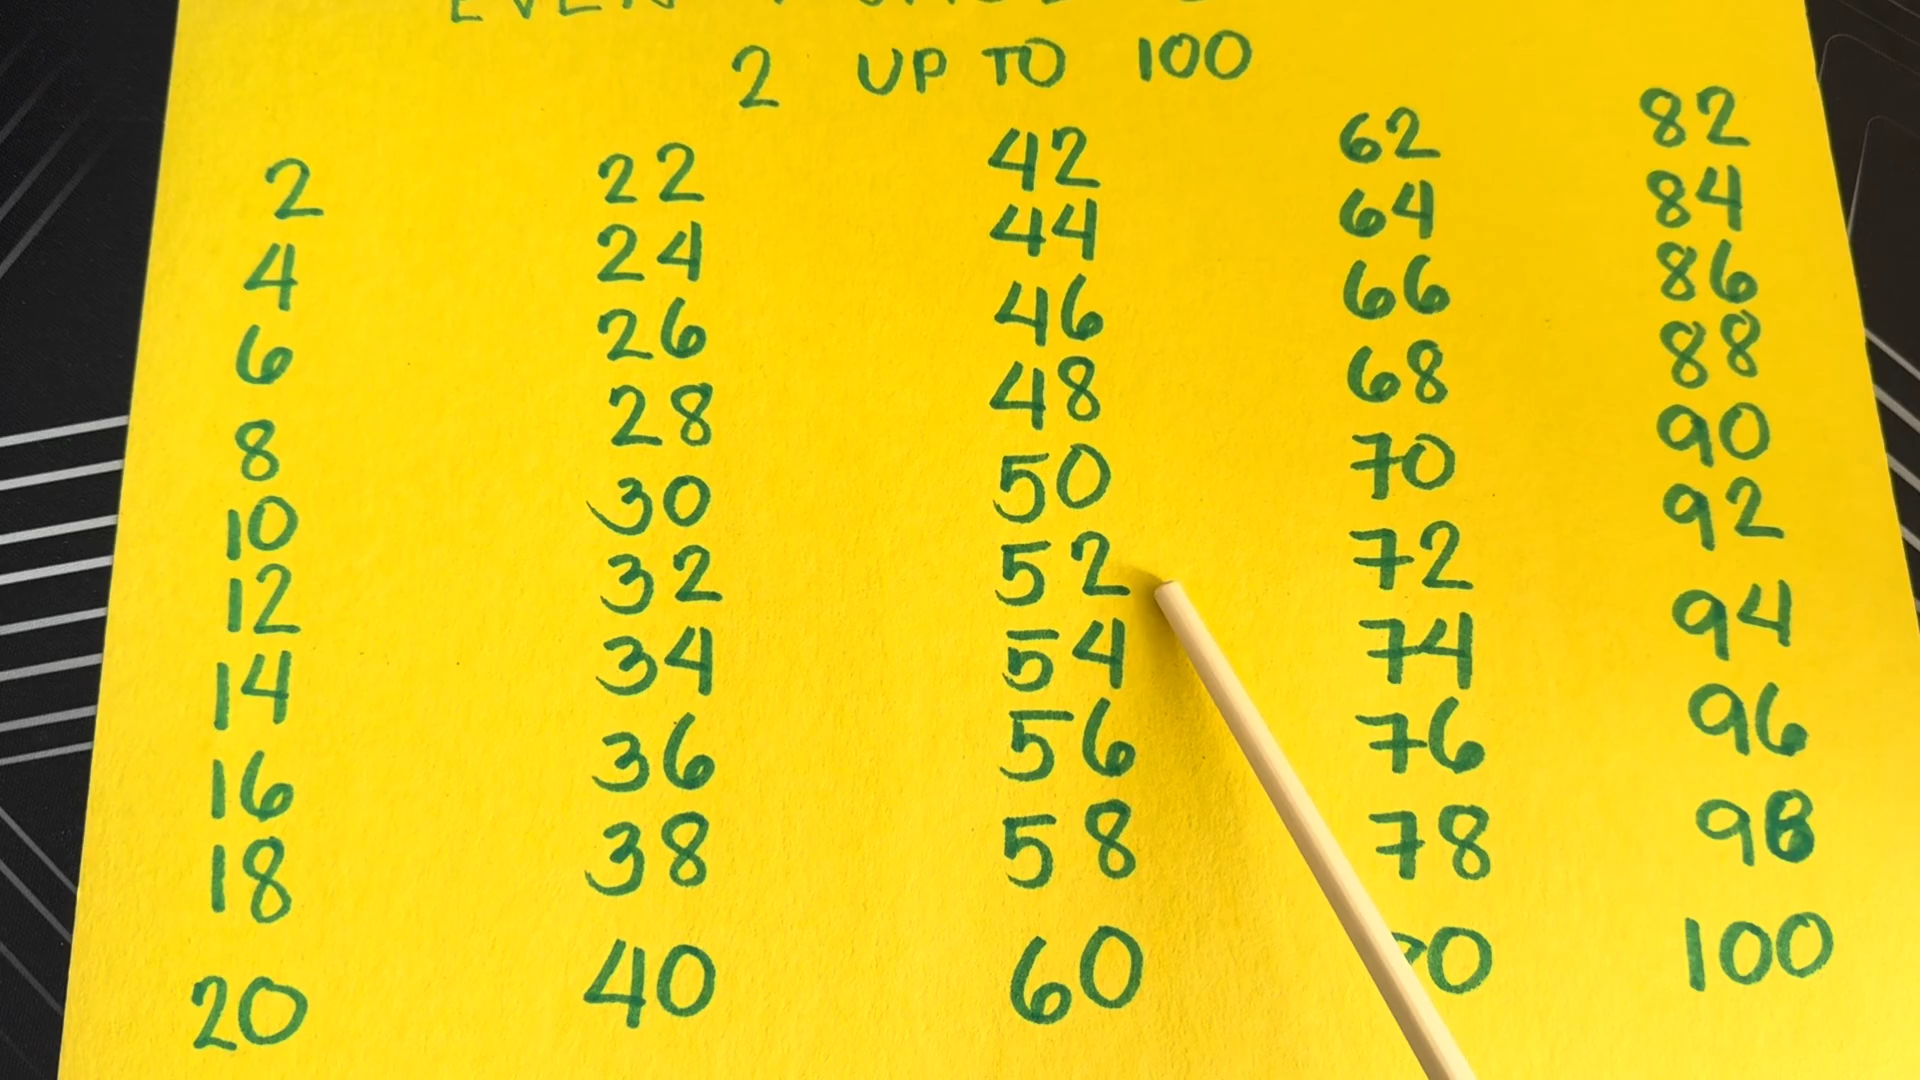 EVEN
2 UP TO 100
2 22 42 62 82
4 24 44 64 84
6 26 46 66 86
8 28 48 68 88
10 30 50 70 90
12 32 52 72 92
14 34 54 74 94
16 36 56 76 96
18 38 58 78 98
20 40 60 100